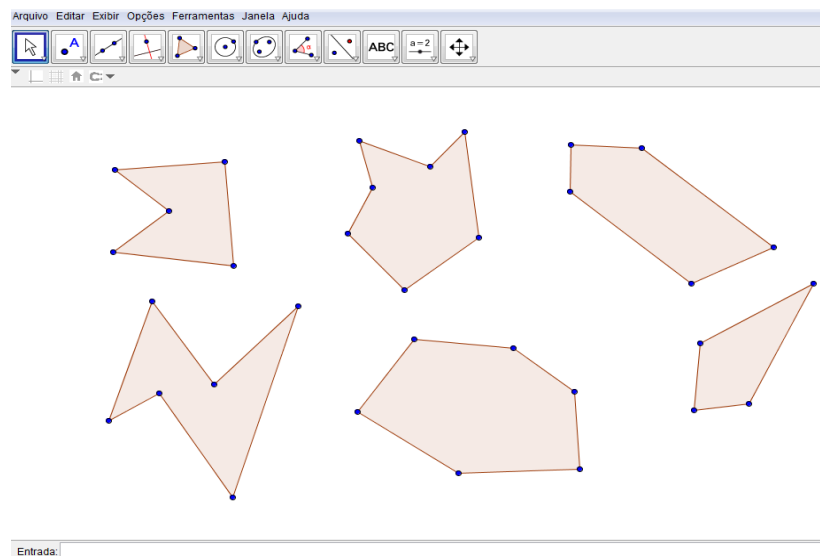 Arquivo Editar Exibir Opções Ferramentas Janela Ajuda
A α ABC a=2
Entrada: